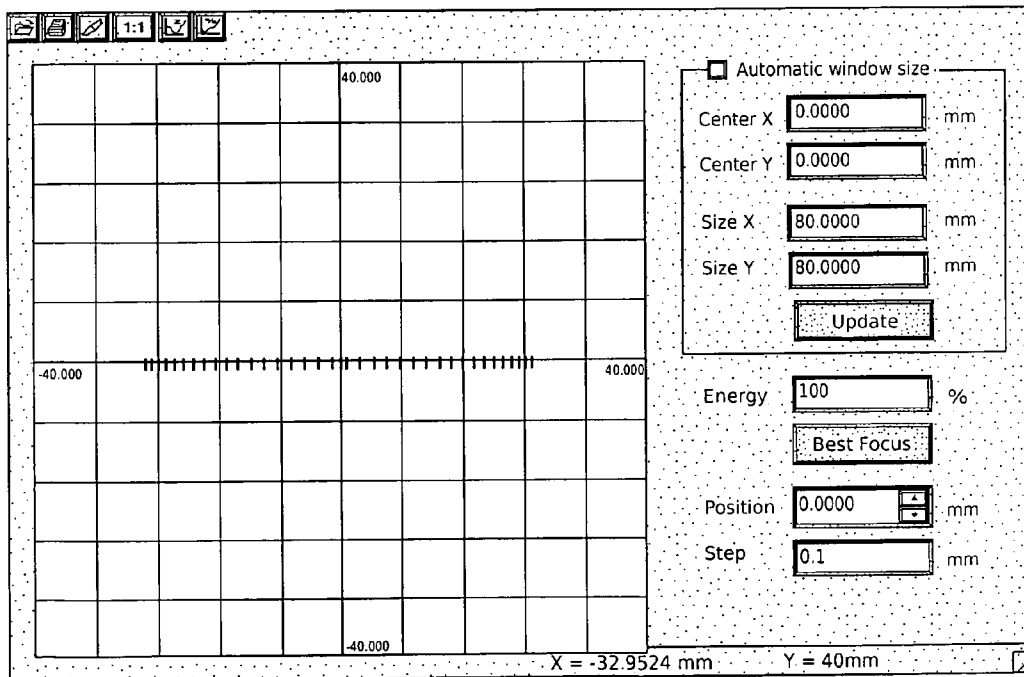 1:1
40.000
-40.000
40.000
-40.000
Automatic window size
Center X 0.0000 mm
Center Y 0.0000 mm
Size X 80.0000 mm
Size Y 80.0000 mm
Update
Energy 100 %
Best Focus
Position 0.0000 mm
Step 0.1 mm
X = -32.9524 mm Y = 40mm